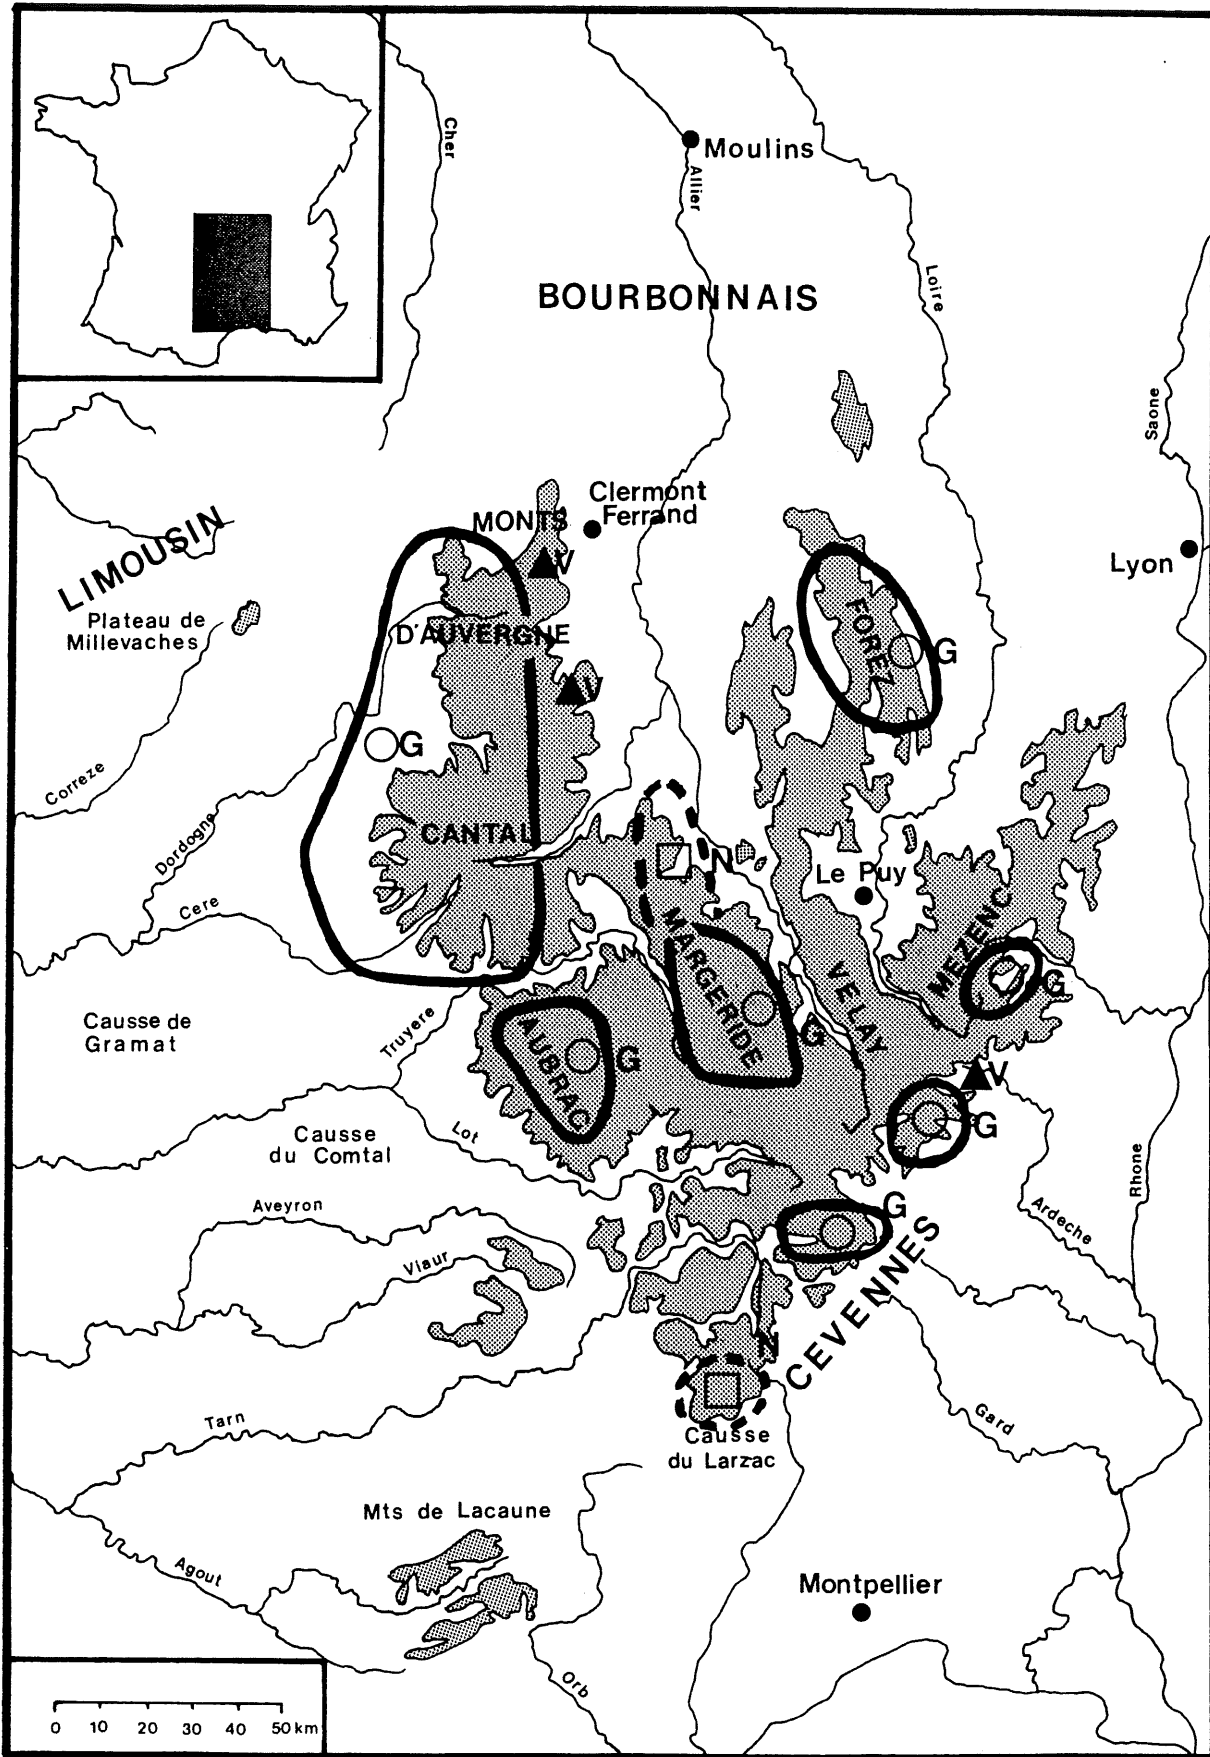 Cher
Moulins
Allier
BOURBONNAIS
Loire
Saone
Clermont
Ferrand
MONTS
V
LIMOUSIN
Lyon
Plateau de
Millevaches
D'AUVERGNE
FOREZ
G
V
G
Correze
Dordogne
CANTAL
N
Le Puy
Cere
MARGERIDE
MEZENC
VELAY
G
Causse de
Gramat
Truyere
AUBRAC
G
G
V
G
Causse
du Comtal
Lot
Rhone
Aveyron
G
Ardeche
Viaur
CEVENNES
N
Tarn
Gard
Causse
du Larzac
Mts de Lacaune
Agout
Montpellier
Orb
0 10 20 30 40 50 km